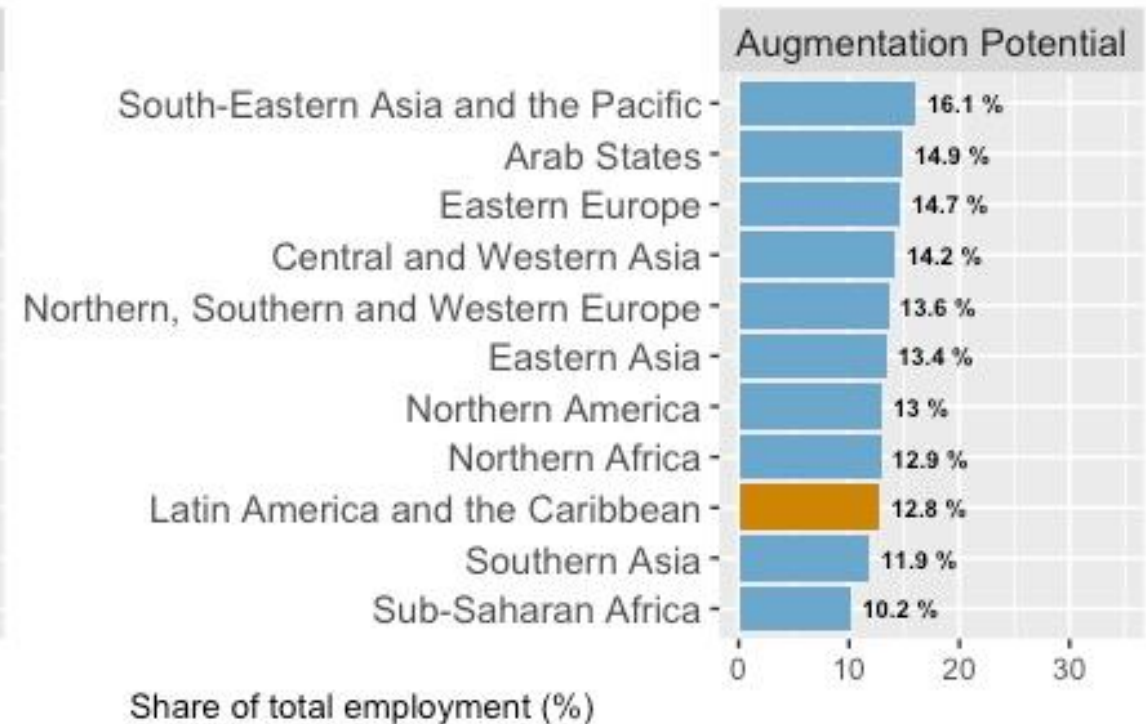 Augmentation Potential
South-Eastern Asia and the Pacific 16.1 %
Arab States 14.9 %
Eastern Europe 14.7 %
Central and Western Asia 14.2 %
Northern, Southern and Western Europe 13.6 %
Eastern Asia 13.4 %
Northern America 13 %
Northern Africa 12.9 %
Latin America and the Caribbean 12.8 %
Southern Asia 11.9 %
Sub-Saharan Africa 10.2 %
0 10 20 30
Share of total employment (%)